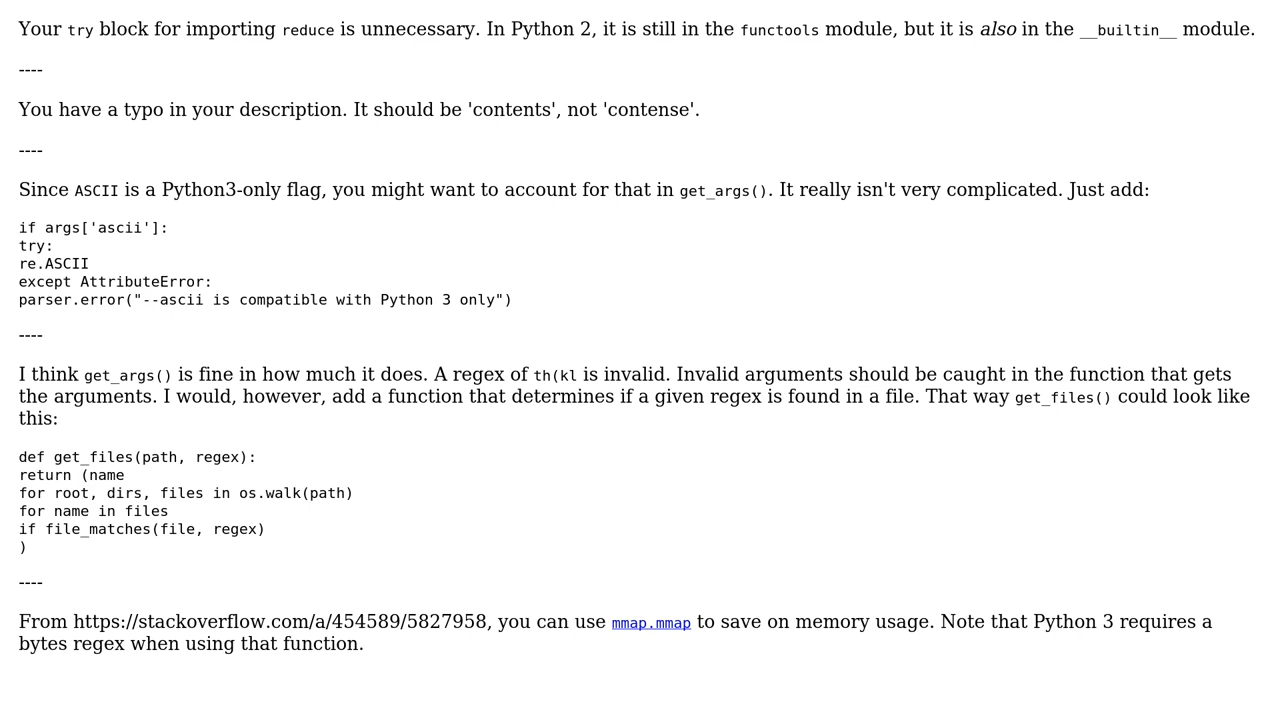 Your try block for importing reduce is unnecessary. In Python 2, it is still in the functools module, but it is also in the __builtin__ module.
----
You have a typo in your description. It should be 'contents', not 'contense'.
----
Since ASCII is a Python3-only flag, you might want to account for that in get_args(). It really isn't very complicated. Just add:
if args['ascii']:
try:
re.ASCII
except AttributeError:
parser.error("--ascii is compatible with Python 3 only")
----
I think get_args() is fine in how much it does. A regex of th(kl is invalid. Invalid arguments should be caught in the function that gets
the arguments. I would, however, add a function that determines if a given regex is found in a file. That way get_files() could look like
this:
def get_files(path, regex):
return (name
for root, dirs, files in os.walk(path)
for name in files
if file_matches(file, regex)
)
----
From https://stackoverflow.com/a/454589/5827958, you can use mmap.mmap to save on memory usage. Note that Python 3 requires a
bytes regex when using that function.